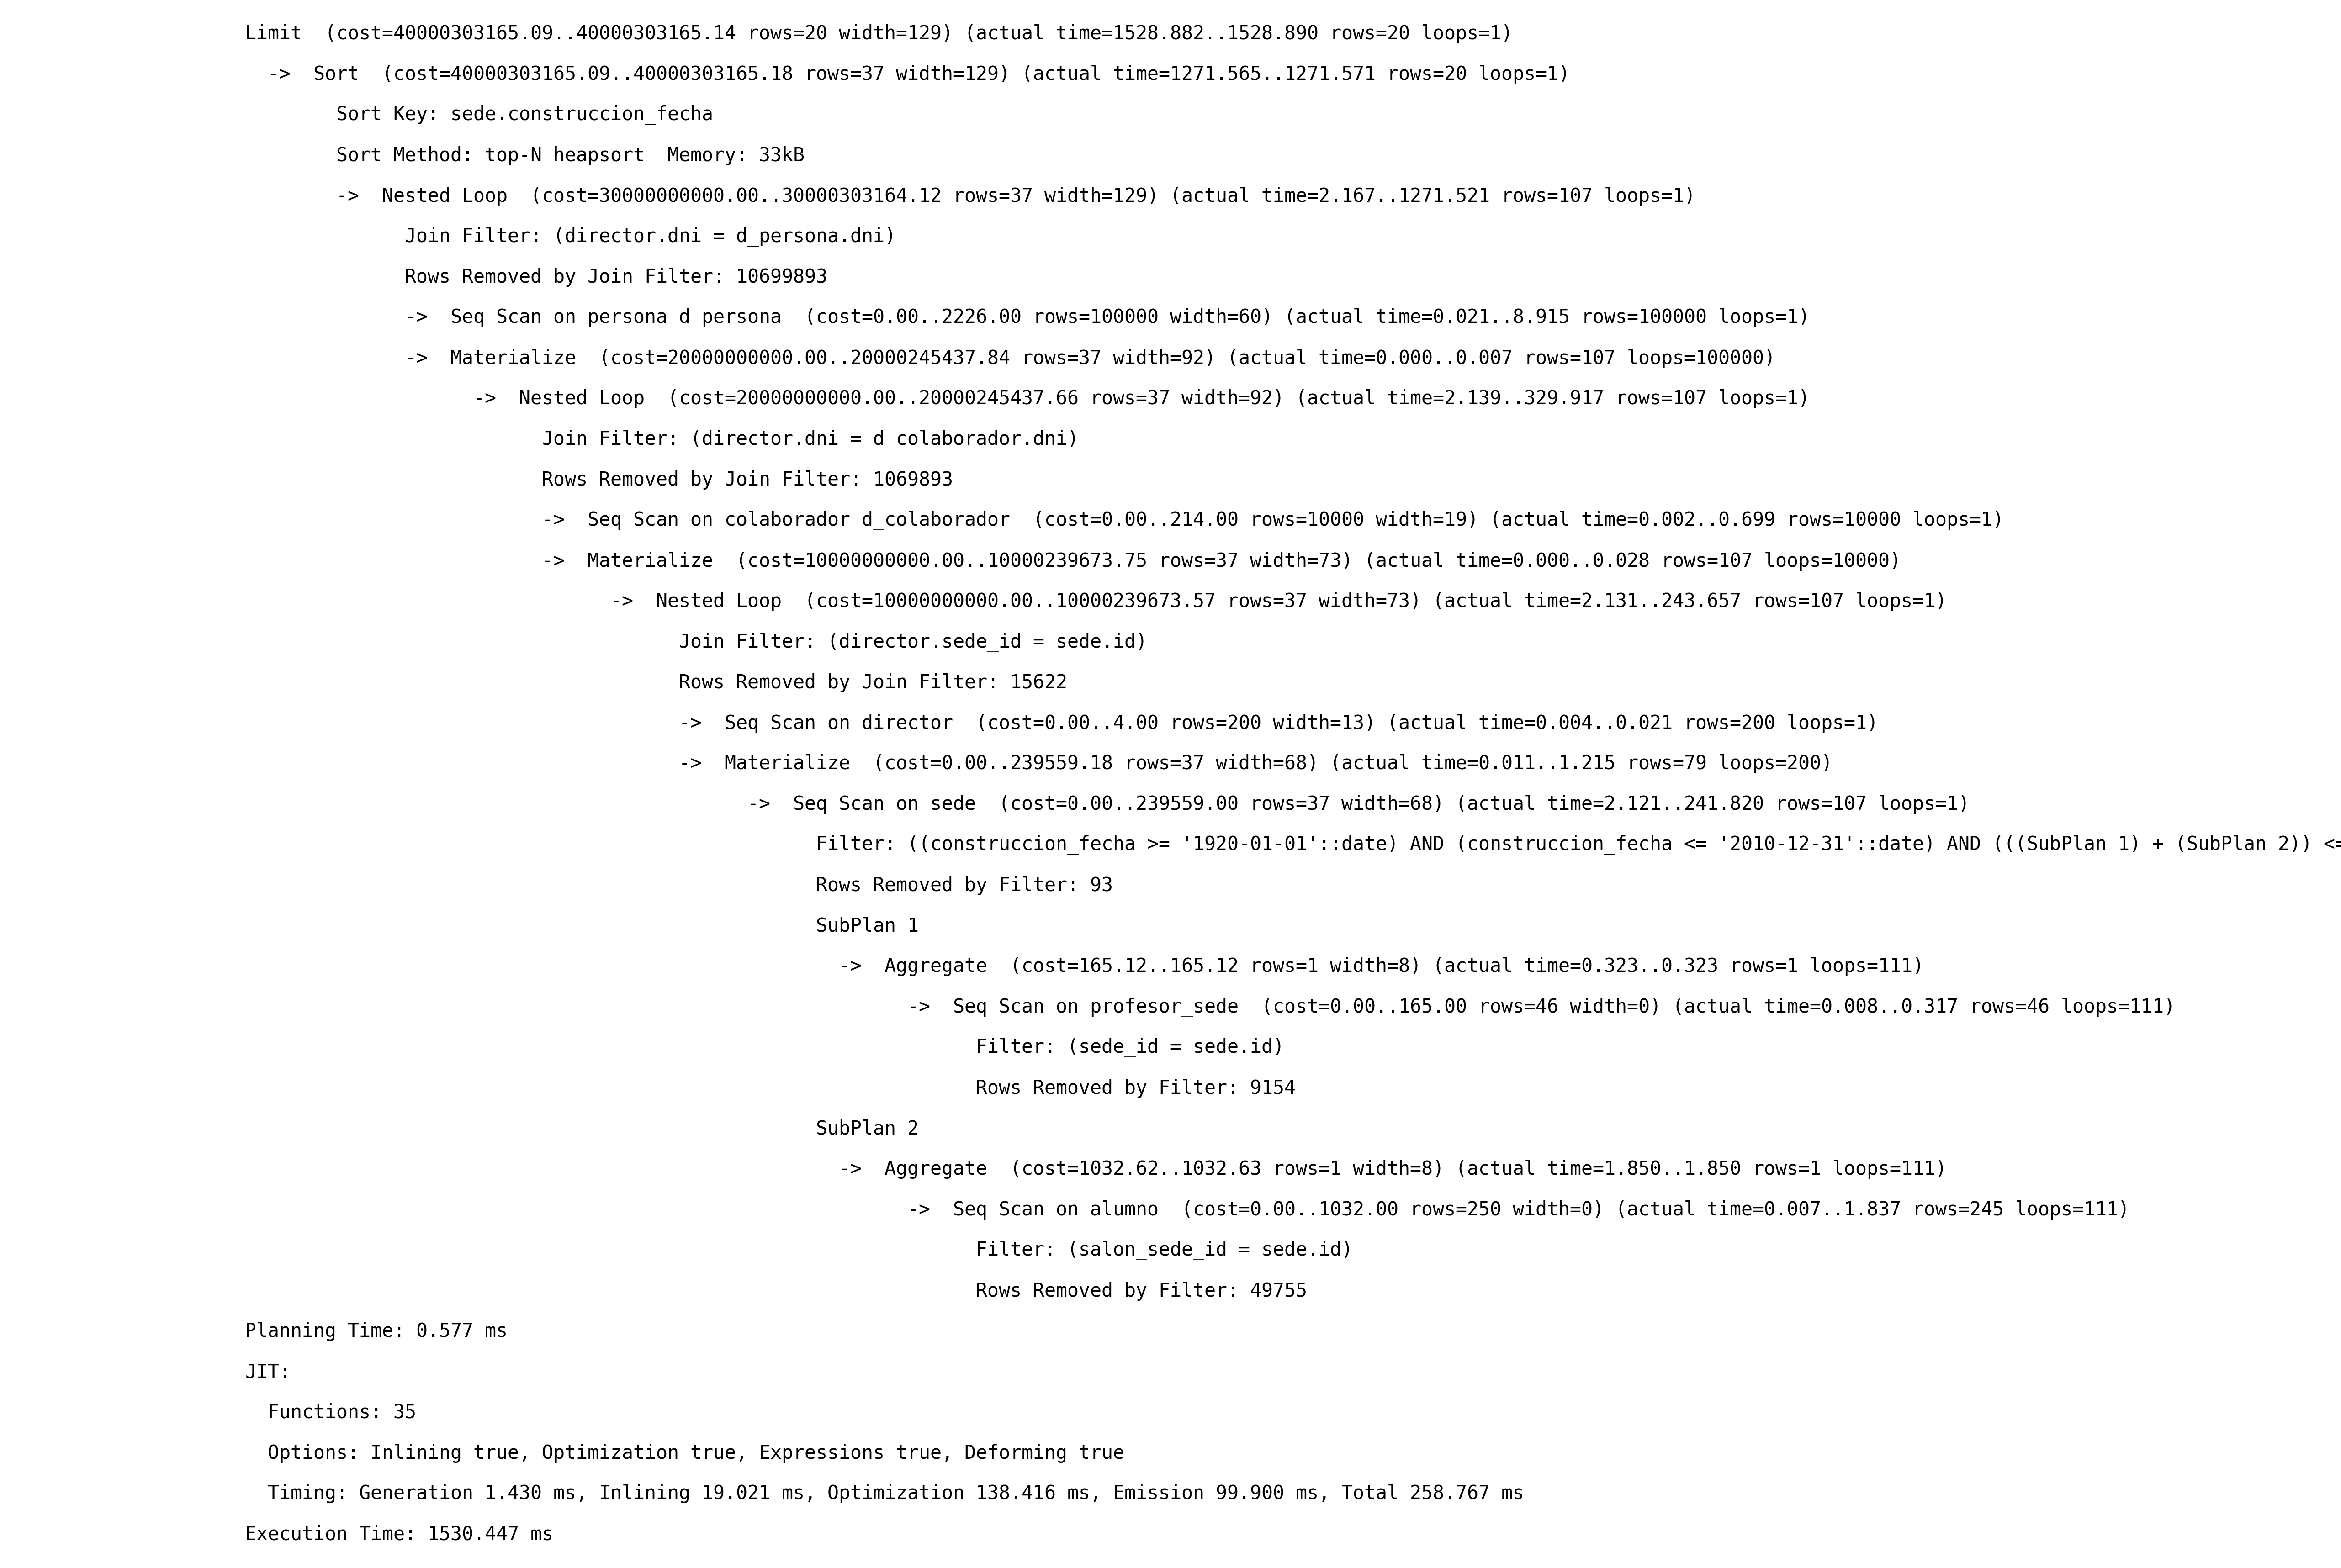 Limit  (cost=40000303165.09..40000303165.14 rows=20 width=129) (actual time=1528.882..1528.890 rows=20 loops=1)
  ->  Sort  (cost=40000303165.09..40000303165.18 rows=37 width=129) (actual time=1271.565..1271.571 rows=20 loops=1)
        Sort Key: sede.construccion_fecha
        Sort Method: top-N heapsort  Memory: 33kB
        ->  Nested Loop  (cost=30000000000.00..30000303164.12 rows=37 width=129) (actual time=2.167..1271.521 rows=107 loops=1)
              Join Filter: (director.dni = d_persona.dni)
              Rows Removed by Join Filter: 10699893
              ->  Seq Scan on persona d_persona  (cost=0.00..2226.00 rows=100000 width=60) (actual time=0.021..8.915 rows=100000 loops=1)
              ->  Materialize  (cost=20000000000.00..20000245437.84 rows=37 width=92) (actual time=0.000..0.007 rows=107 loops=100000)
                    ->  Nested Loop  (cost=20000000000.00..20000245437.66 rows=37 width=92) (actual time=2.139..329.917 rows=107 loops=1)
                          Join Filter: (director.dni = d_colaborador.dni)
                          Rows Removed by Join Filter: 1069893
                          ->  Seq Scan on colaborador d_colaborador  (cost=0.00..214.00 rows=10000 width=19) (actual time=0.002..0.699 rows=10000 loops=1)
                          ->  Materialize  (cost=10000000000.00..10000239673.75 rows=37 width=73) (actual time=0.000..0.028 rows=107 loops=10000)
                                ->  Nested Loop  (cost=10000000000.00..10000239673.57 rows=37 width=73) (actual time=2.131..243.657 rows=107 loops=1)
                                      Join Filter: (director.sede_id = sede.id)
                                      Rows Removed by Join Filter: 15622
                                      ->  Seq Scan on director  (cost=0.00..4.00 rows=200 width=13) (actual time=0.004..0.021 rows=200 loops=1)
                                      ->  Materialize  (cost=0.00..239559.18 rows=37 width=68) (actual time=0.011..1.215 rows=79 loops=200)
                                            ->  Seq Scan on sede  (cost=0.00..239559.00 rows=37 width=68) (actual time=2.121..241.820 rows=107 loops=1)
                                                  Filter: ((construccion_fecha >= '1920-01-01'::date) AND (construccion_fecha <= '2010-12-31'::date) AND (((SubPlan 1) + (SubPlan 2)) <=
                                                  Rows Removed by Filter: 93
                                                  SubPlan 1
                                                    ->  Aggregate  (cost=165.12..165.12 rows=1 width=8) (actual time=0.323..0.323 rows=1 loops=111)
                                                          ->  Seq Scan on profesor_sede  (cost=0.00..165.00 rows=46 width=0) (actual time=0.008..0.317 rows=46 loops=111)
                                                                Filter: (sede_id = sede.id)
                                                                Rows Removed by Filter: 9154
                                                  SubPlan 2
                                                    ->  Aggregate  (cost=1032.62..1032.63 rows=1 width=8) (actual time=1.850..1.850 rows=1 loops=111)
                                                          ->  Seq Scan on alumno  (cost=0.00..1032.00 rows=250 width=0) (actual time=0.007..1.837 rows=245 loops=111)
                                                                Filter: (salon_sede_id = sede.id)
                                                                Rows Removed by Filter: 49755
Planning Time: 0.577 ms
JIT:
  Functions: 35
  Options: Inlining true, Optimization true, Expressions true, Deforming true
  Timing: Generation 1.430 ms, Inlining 19.021 ms, Optimization 138.416 ms, Emission 99.900 ms, Total 258.767 ms
Execution Time: 1530.447 ms